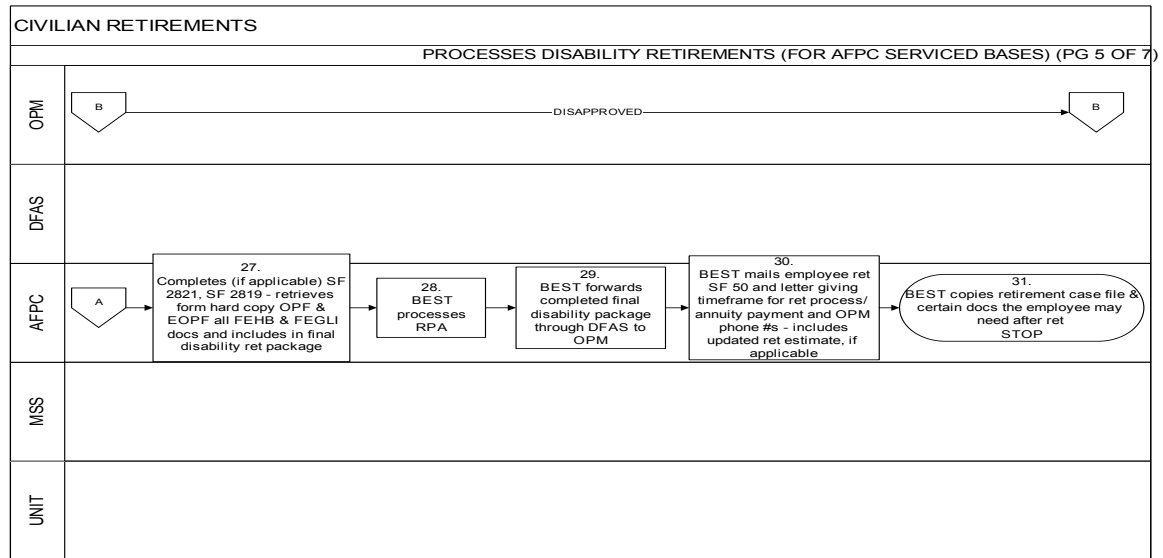 CIVILIAN RETIREMENTS
PROCESSES DISABILITY RETIREMENTS (FOR AFPC SERVICED BASES) (PG 5 OF 7)
OPM
B
DISAPPROVED
B
DFAS
AFPC
A
27.
Completes (if applicable) SF
2821, SF 2819 - retrieves
form hard copy OPF &
EOPF all FEHB & FEGLI
docs and includes in final
disability ret package
28.
BEST
processes
RPA
29.
BEST forwards
completed final
disability package
through DFAS to
OPM
30.
BEST mails employee ret
SF 50 and letter giving
timeframe for ret process/
annuity payment and OPM
phone #s - includes
updated ret estimate, if
applicable
31.
BEST copies retirement case file &
certain docs the employee may
need after ret
STOP
MSS
UNIT